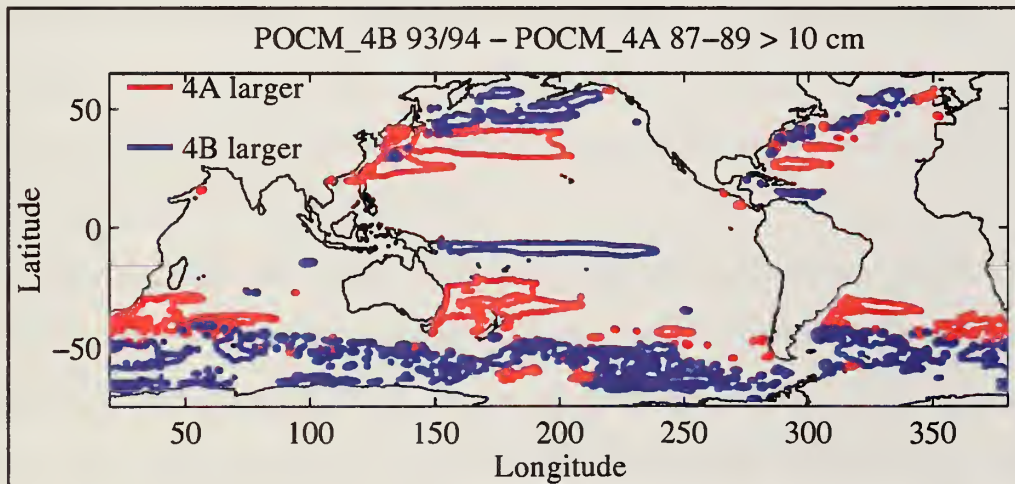 POCM_4B 93/94 – POCM_4A 87–89 > 10 cm
4A larger
4B larger
50
0
−50
Latitude
50 100 150 200 250 300 350
Longitude